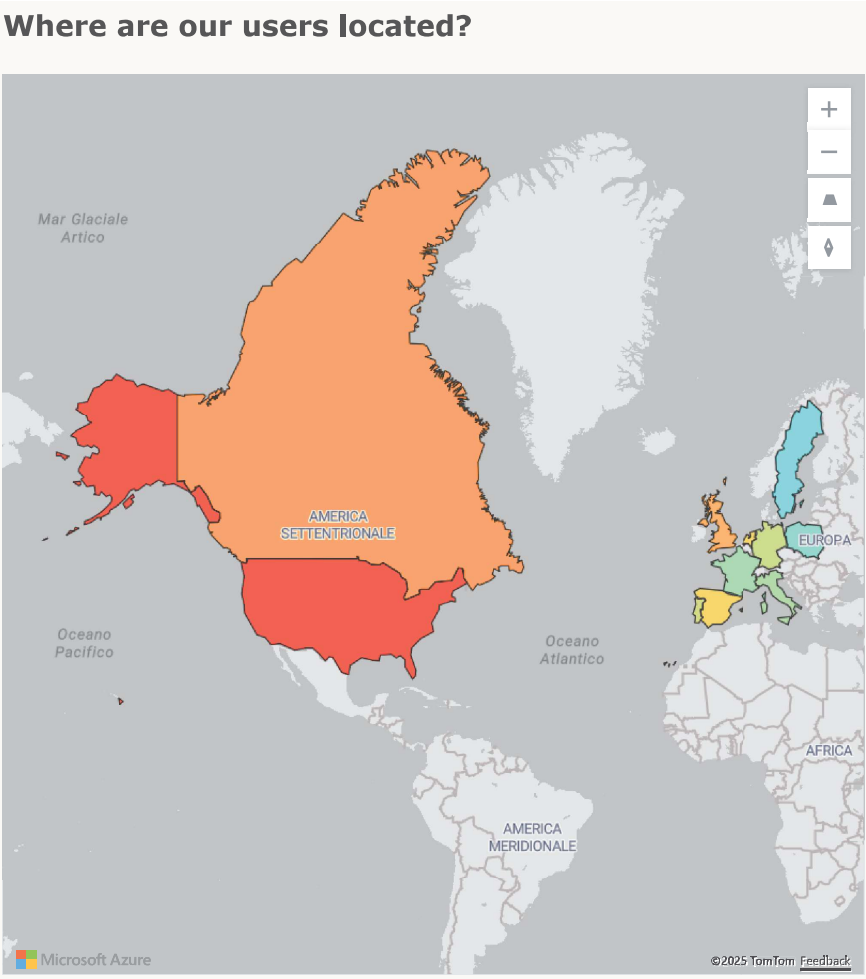 Where are our users located?
Mar Glaciale
Artico
AMERICA
SETTENTRIONALE
EUROPA
Oceano
Pacifico
Oceano
Atlantico
AFRICA
AMERICA
MERIDIONALE
Microsoft Azure
©2025 TomTom Feedback